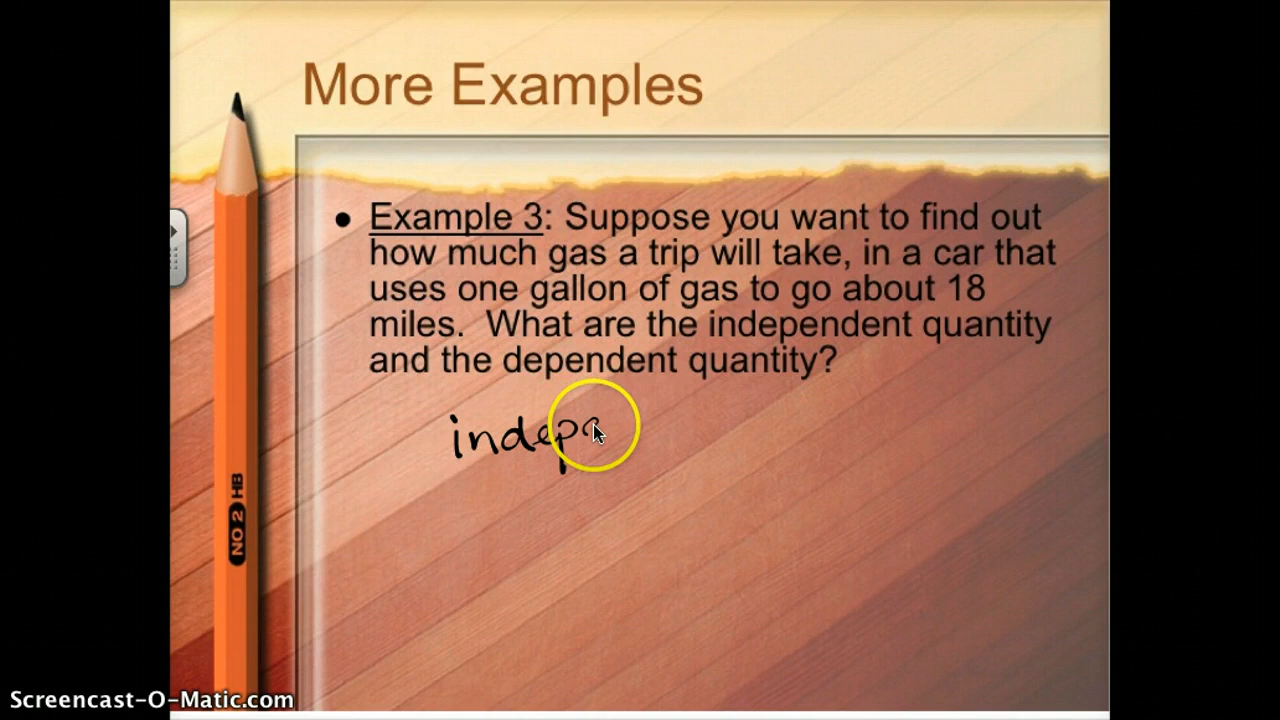 More Examples
• Example 3: Suppose you want to find out
how much gas a trip will take, in a car that
uses one gallon of gas to go about 18
miles. What are the independent quantity
and the dependent quantity?
indepe
NO 2 HB
Screencast-O-Matic.com